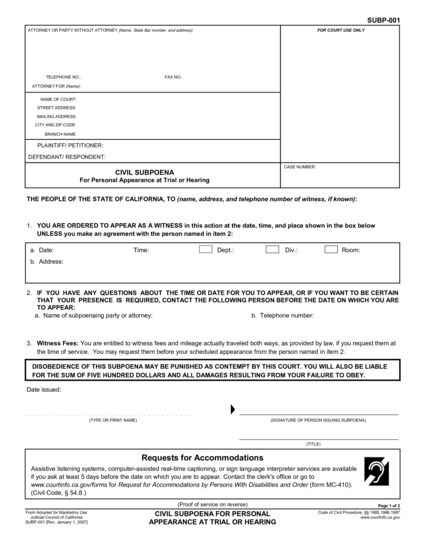 SUBP-001
ATTORNEY OR PARTY WITHOUT ATTORNEY (Name, State Bar number, and address):
FOR COURT USE ONLY
TELEPHONE NO.: FAX NO.:
ATTORNEY FOR (Name):
NAME OF COURT:
STREET ADDRESS:
MAILING ADDRESS:
CITY AND ZIP CODE:
BRANCH NAME:
PLAINTIFF/ PETITIONER:
DEFENDANT/ RESPONDENT:
CIVIL SUBPOENA
For Personal Appearance at Trial or Hearing
CASE NUMBER:
THE PEOPLE OF THE STATE OF CALIFORNIA, TO (name, address, and telephone number of witness, if known):
1. YOU ARE ORDERED TO APPEAR AS A WITNESS in this action at the date, time, and place shown in the box below
UNLESS you make an agreement with the person named in item 2:
a. Date: Time: Dept.: Div.: Room:
b. Address:
2. IF YOU HAVE ANY QUESTIONS ABOUT THE TIME OR DATE FOR YOU TO APPEAR, OR IF YOU WANT TO BE CERTAIN
THAT YOUR PRESENCE IS REQUIRED, CONTACT THE FOLLOWING PERSON BEFORE THE DATE ON WHICH YOU ARE
TO APPEAR:
a. Name of subpoenaing party or attorney: b. Telephone number:
3. Witness Fees: You are entitled to witness fees and mileage actually traveled both ways, as provided by law, if you request them at
the time of service. You may request them before your scheduled appearance from the person named in item 2.
DISOBEDIENCE OF THIS SUBPOENA MAY BE PUNISHED AS CONTEMPT BY THIS COURT. YOU WILL ALSO BE LIABLE
FOR THE SUM OF FIVE HUNDRED DOLLARS AND ALL DAMAGES RESULTING FROM YOUR FAILURE TO OBEY.
Date issued:
(TYPE OR PRINT NAME) (SIGNATURE OF PERSON ISSUING SUBPOENA)
(TITLE)
Requests for Accommodations
Assistive listening systems, computer-assisted real-time captioning, or sign language interpreter services are available
if you ask at least 5 days before the date on which you are to appear. Contact the clerk's office or go to
www.courtinfo.ca.gov/forms for Request for Accommodations by Persons With Disabilities and Order (form MC-410).
(Civil Code, § 54.8.)
(Proof of service on reverse)
Page 1 of 2
Form Adopted for Mandatory Use
Judicial Council of California
SUBP-001 [Rev. January 1, 2007]
CIVIL SUBPOENA FOR PERSONAL
APPEARANCE AT TRIAL OR HEARING
Code of Civil Procedure, §§ 1985,1986,1987
www.courtinfo.ca.gov